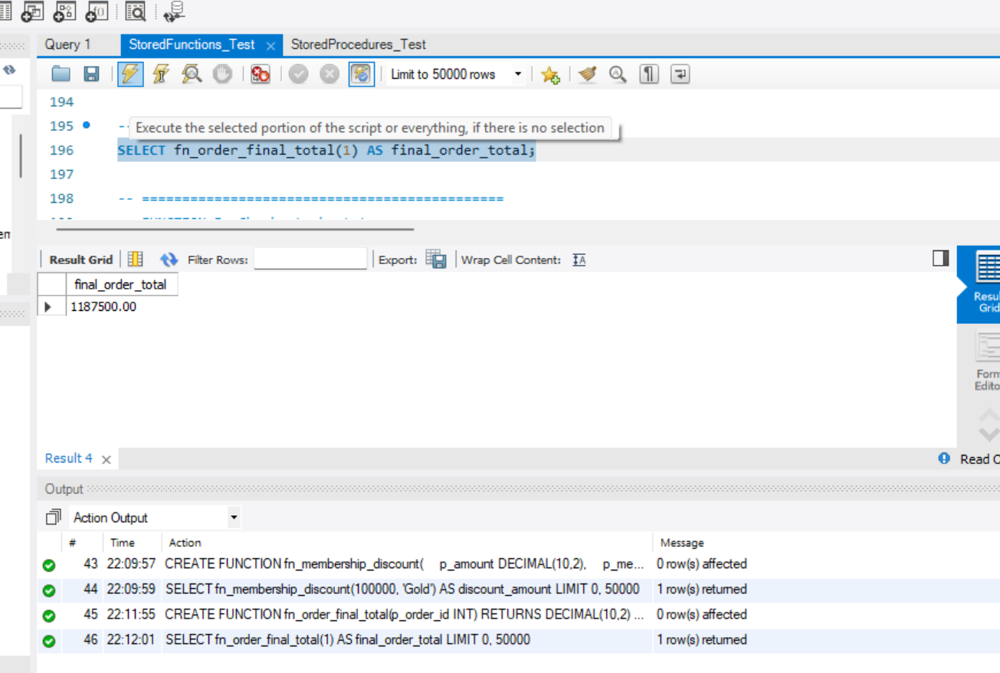 Query 1 StoredFunctions_Test StoredProcedures_Test
Limit to 50000 rows
194
195 --
Execute the selected portion of the script or everything, if there is no selection
196 SELECT fn_order_final_total(1) AS final_order_total;
197
198 -- =============================================
Result Grid Filter Rows: Export: Wrap Cell Content:
final_order_total
1187500.00
Result 4
Read O
Output
Action Output
# Time Action Message
43 22:09:57 CREATE FUNCTION fn_membership_discount( p_amount DECIMAL(10,2), p_me... 0 row(s) affected
44 22:09:59 SELECT fn_membership_discount(100000, 'Gold') AS discount_amount LIMIT 0, 50000 1 row(s) returned
45 22:11:55 CREATE FUNCTION fn_order_final_total(p_order_id INT) RETURNS DECIMAL(10,2) ... 0 row(s) affected
46 22:12:01 SELECT fn_order_final_total(1) AS final_order_total LIMIT 0, 50000 1 row(s) returned